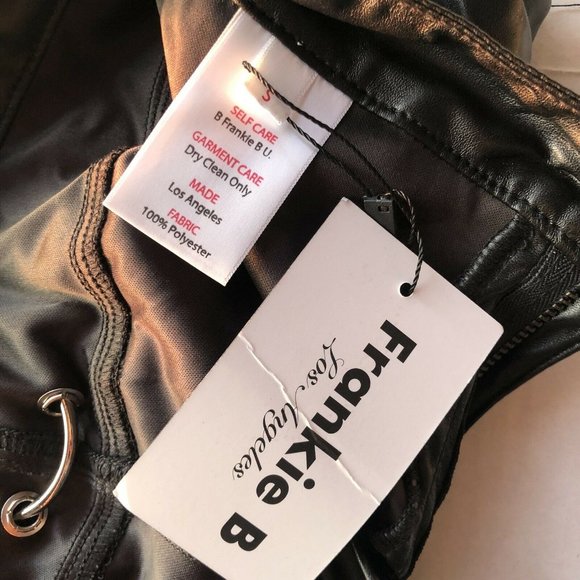 S
SELF CARE
B Frankie B U.
GARMENT CARE
Dry Clean Only
MADE
Los Angeles
FABRIC
100% Polyester
Frankie B
Los Angeles